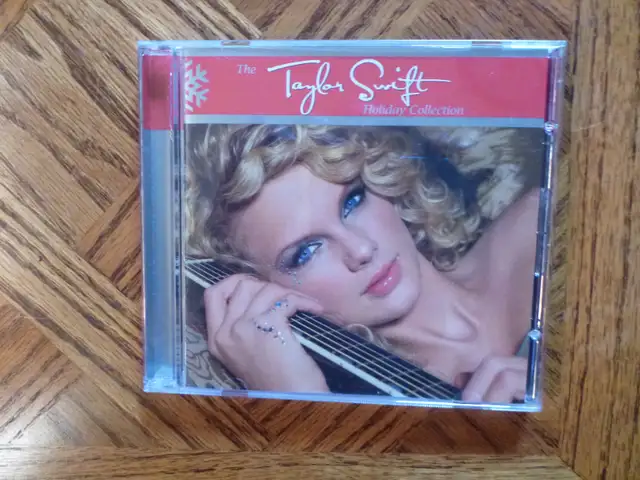 The Taylor Swift
Holiday Collection